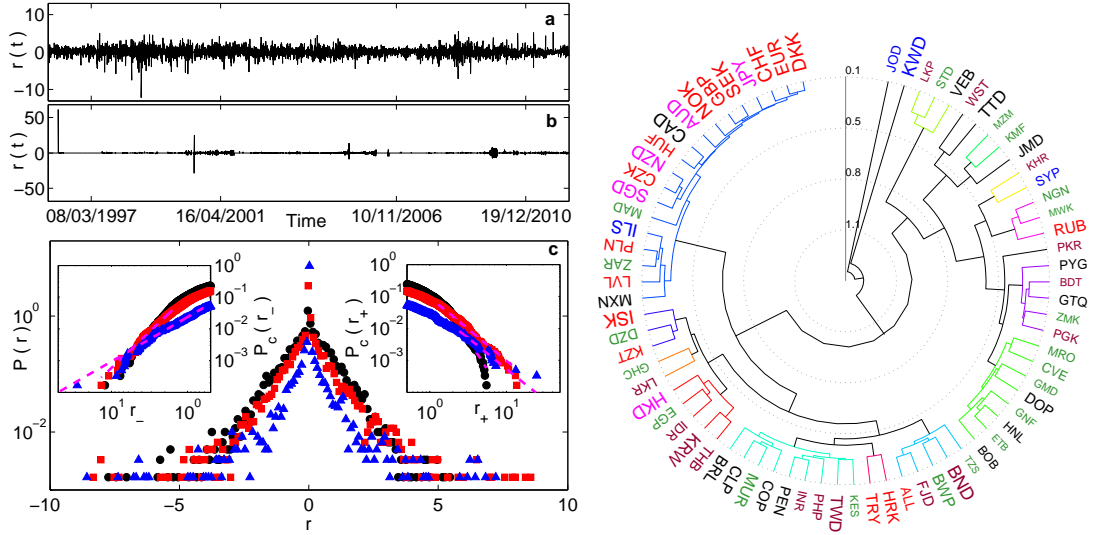 10
0
−10
r ( t )
a
50
0
−50
r ( t )
b
08/03/1997
16/04/2001
Time
10/11/2006
19/12/2010
c
10^0
10^-2
P ( r )
−10
−5
0
5
10
r
10^0
10^-1
10^-2
10^-3
P_c ( r_- )
10^1
r_-
10^0
10^0
10^-1
10^-2
10^-3
P_c ( r_+ )
10^0
r_+
10^1
0.1
0.5
0.8
1.1
JOD
KWD
LKP
STD
VEB
WST
TTD
MZM
KMF
JMD
KHR
SYP
NGN
MWK
RUB
PKR
PYG
BDT
GTQ
ZMK
PGK
MRO
CVE
GMD
DOP
GNF
HNL
ETB
BOB
TZS
BND
BWP
FJD
ALL
HRK
TRY
KES
TWD
PHP
INR
PEN
COP
MUR
CLP
BRL
THB
KRW
IDR
EGP
HKD
LKR
GHC
KZT
DZD
ISK
MXN
LVL
ZAR
PLN
ILS
MAD
SGD
CZK
NZD
HUF
CAD
AUD
NOK
GBP
SEK
JPY
CHF
EUR
DKK